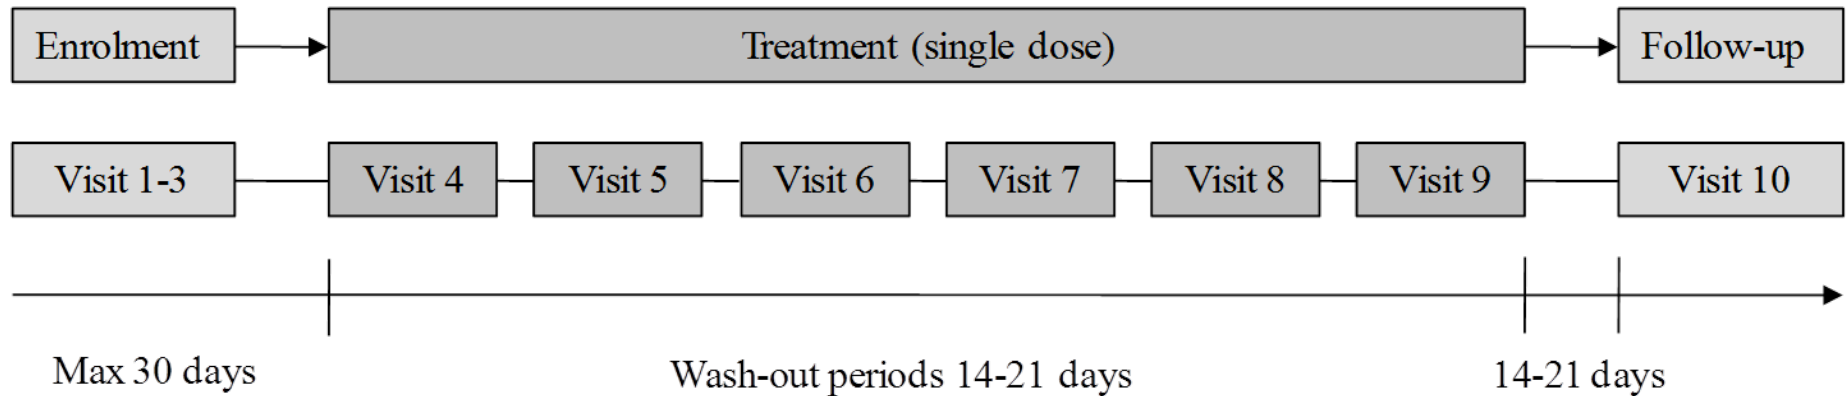 Enrolment
Treatment (single dose)
Follow-up
Visit 1-3
Visit 4
Visit 5
Visit 6
Visit 7
Visit 8
Visit 9
Visit 10
Max 30 days
Wash-out periods 14-21 days
14-21 days